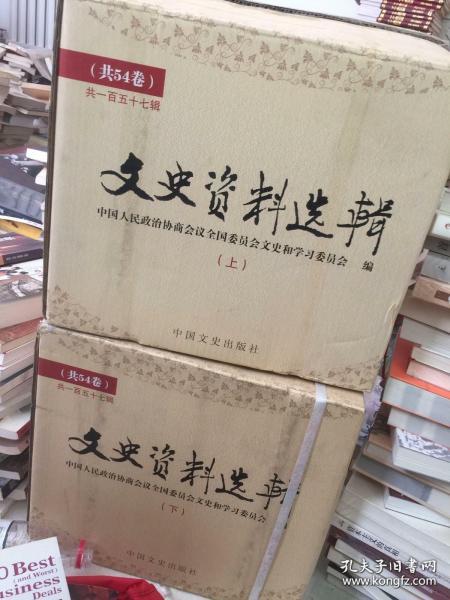 （共54卷）
共一百五十七辑
文史资料选辑
中国人民政治协商会议全国委员会文史和学习委员会 编
（上）
中国文史出版社
（共54卷）
共一百五十七辑
文史资料选辑
中国人民政治协商会议全国委员会文史和学习委员会
（下）
中国文史出版社
0 Best
(and Worst)
usiness
Deals
孔夫子旧书网
www.kongfz.com